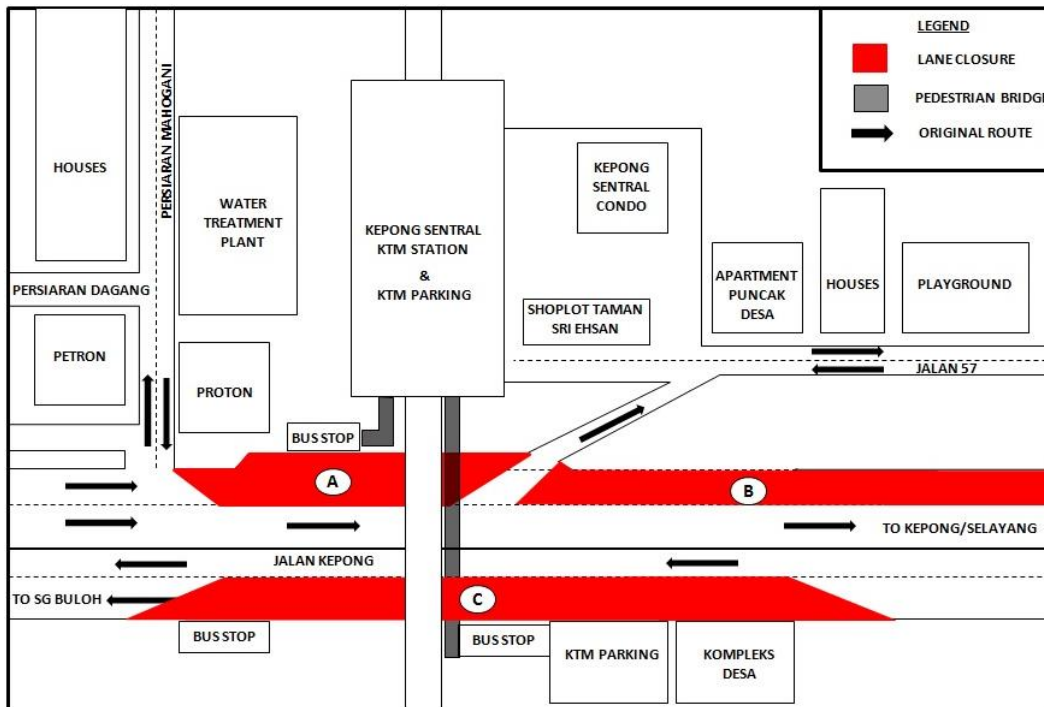 LEGEND
LANE CLOSURE
PEDESTRIAN BRIDGE
ORIGINAL ROUTE
HOUSES
PERSIARAN MAHOGANI
WATER
TREATMENT
PLANT
KEPONG SENTRAL
KTM STATION
&
KTM PARKING
KEPONG
SENTRAL
CONDO
PERSIARAN DAGANG
APARTMENT
PUNCAK
DESA
HOUSES
PLAYGROUND
SHOPLOT TAMAN
SRI EHSAN
PETRON
PROTON
JALAN 57
BUS STOP
A
B
TO KEPONG/SELAYANG
JALAN KEPONG
TO SG BULOH
C
BUS STOP
BUS STOP
KTM PARKING
KOMPLEKS
DESA